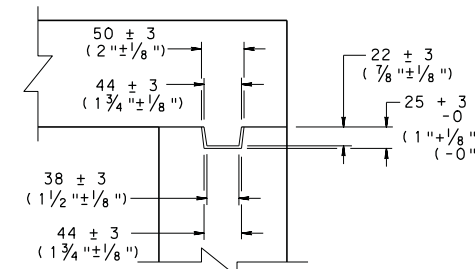 50 ± 3
( 2 "±1/8 ")
44 ± 3
( 1 3/4 "±1/8 ")
22 ± 3
( 7/8 "±1/8 ")
25 + 3
-0
( 1 "+1/8 "
( -0 ")
38 ± 3
( 1 1/2 "±1/8 ")
44 ± 3
( 1 3/4 "±1/8 ")